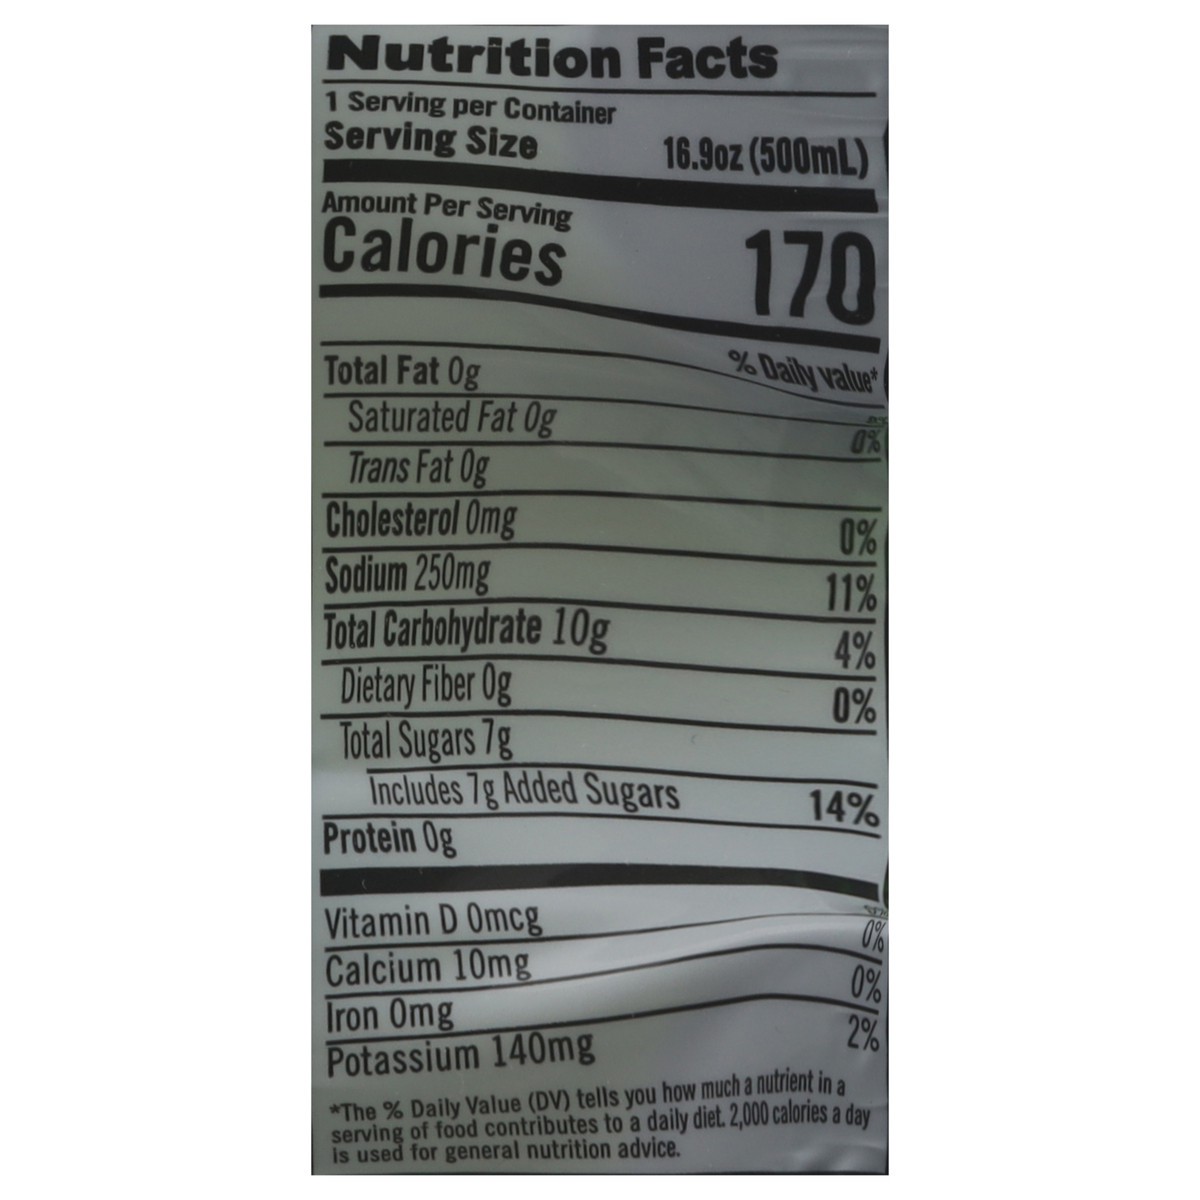 Nutrition Facts
1 Serving per Container
Serving Size 16.9oz (500mL)
Amount Per Serving
Calories 170
% Daily value*
Total Fat 0g
Saturated Fat 0g 0%
Trans Fat 0g
Cholesterol 0mg 0%
Sodium 250mg 11%
Total Carbohydrate 10g 4%
Dietary Fiber 0g 0%
Total Sugars 7g
Includes 7g Added Sugars 14%
Protein 0g
Vitamin D 0mcg
Calcium 10mg 0%
Iron 0mg 0%
Potassium 140mg 2%
*The % Daily Value (DV) tells you how much a nutrient in a
serving of food contributes to a daily diet. 2,000 calories a day
is used for general nutrition advice.